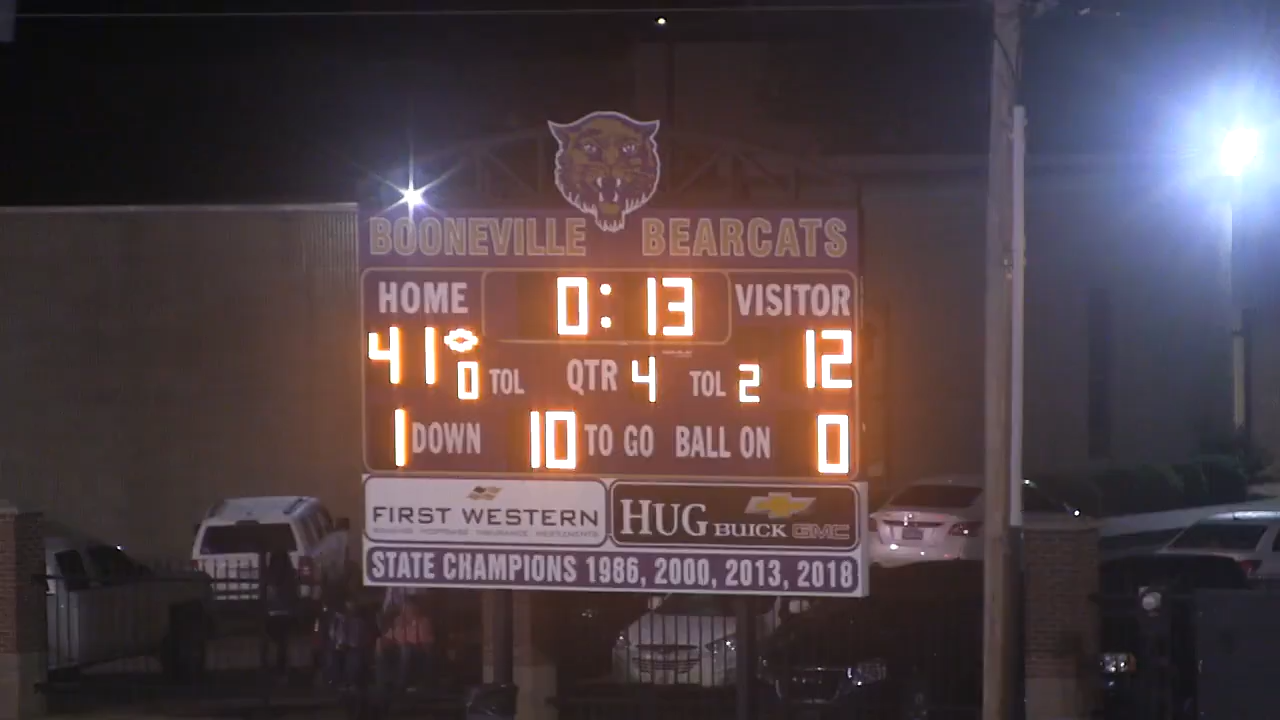 BOONEVILLE BEARCATS
HOME 0:13 VISITOR
41 12
0 TOL QTR 4 TOL 2
1 DOWN 10 TO GO BALL ON 0
FIRST WESTERN
HUG BUICK GMC
STATE CHAMPIONS 1986, 2000, 2013, 2018